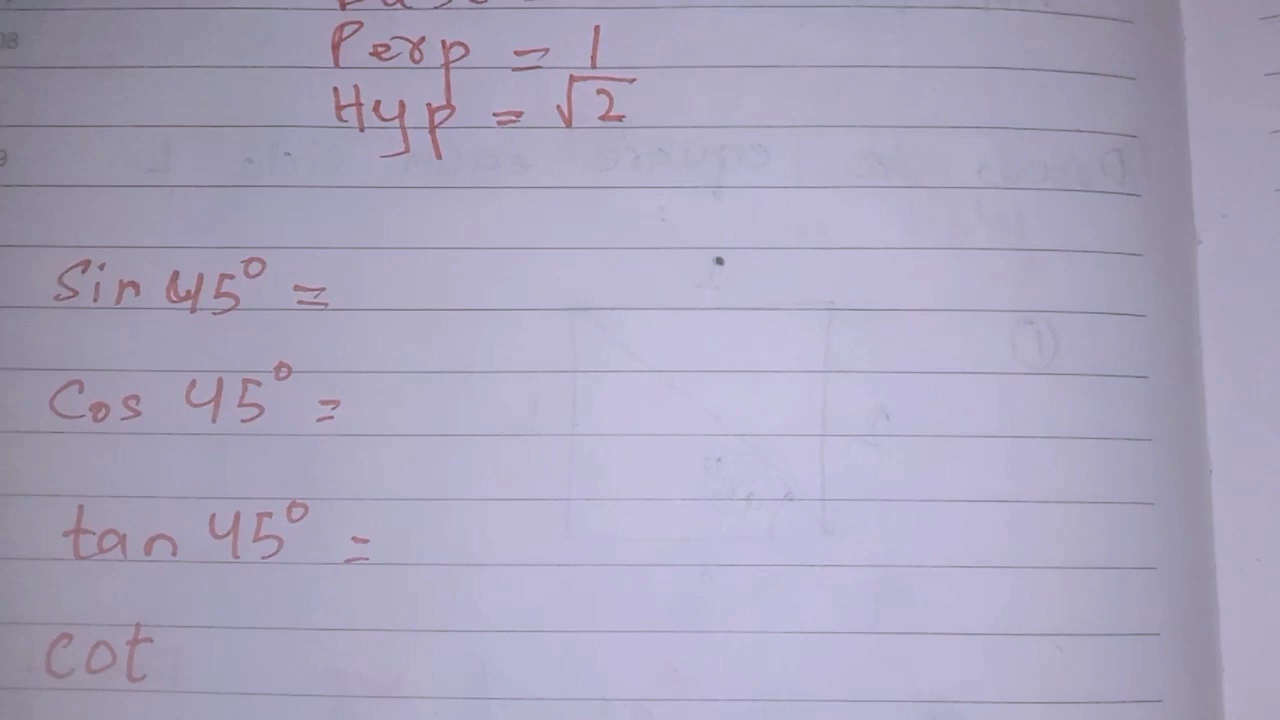 Perp = 1
Hyp = √2
Sin 45° =
Cos 45° =
tan 45° =
cot